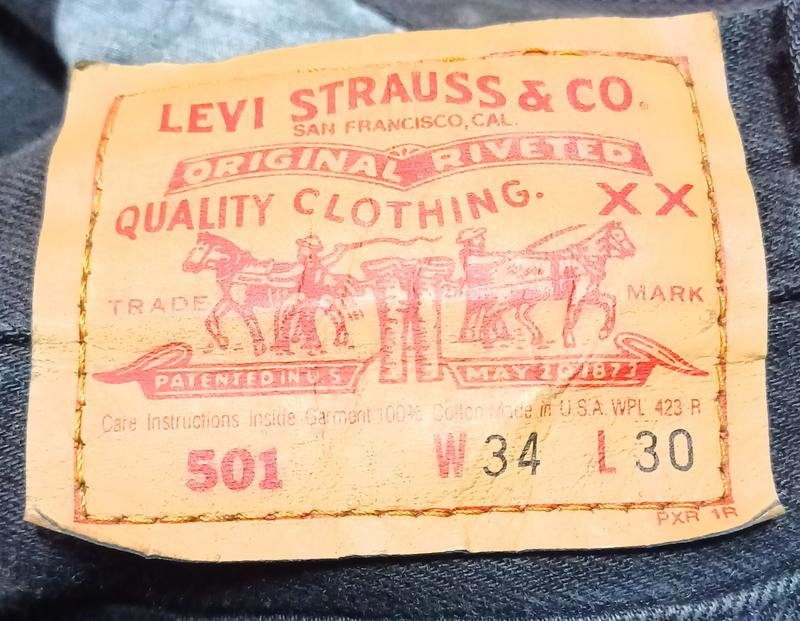 LEVI STRAUSS & CO.
SAN FRANCISCO, CAL.
ORIGINAL RIVETED
QUALITY CLOTHING. XX
TRADE MARK
PATENTED IN U.S. MAY 20 1873
Care Instructions Inside Garment 100% Cotton Made in U.S.A. WPL 423 R
501 W 34 L 30
PXR 1R